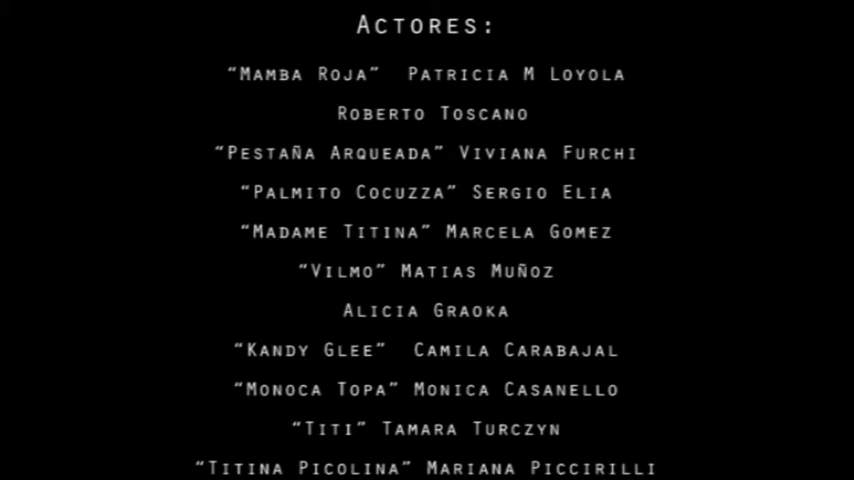 ACTORES:
“MAMBA ROJA” PATRICIA M LOYOLA
ROBERTO TOSCANO
“PESTAÑA ARQUEADA” VIVIANA FURCHI
“PALMITO COCUZZA” SERGIO ELIA
“MADAME TITINA” MARCELA GOMEZ
“VILMO” MATIAS MUÑOZ
ALICIA GRAOKA
“KANDY GLEE” CAMILA CARABAJAL
“MONOCA TOPA” MONICA CASANELLO
“TITI” TAMARA TURCZYN
“TITINA PICOLINA” MARIANA PICCIRILLI